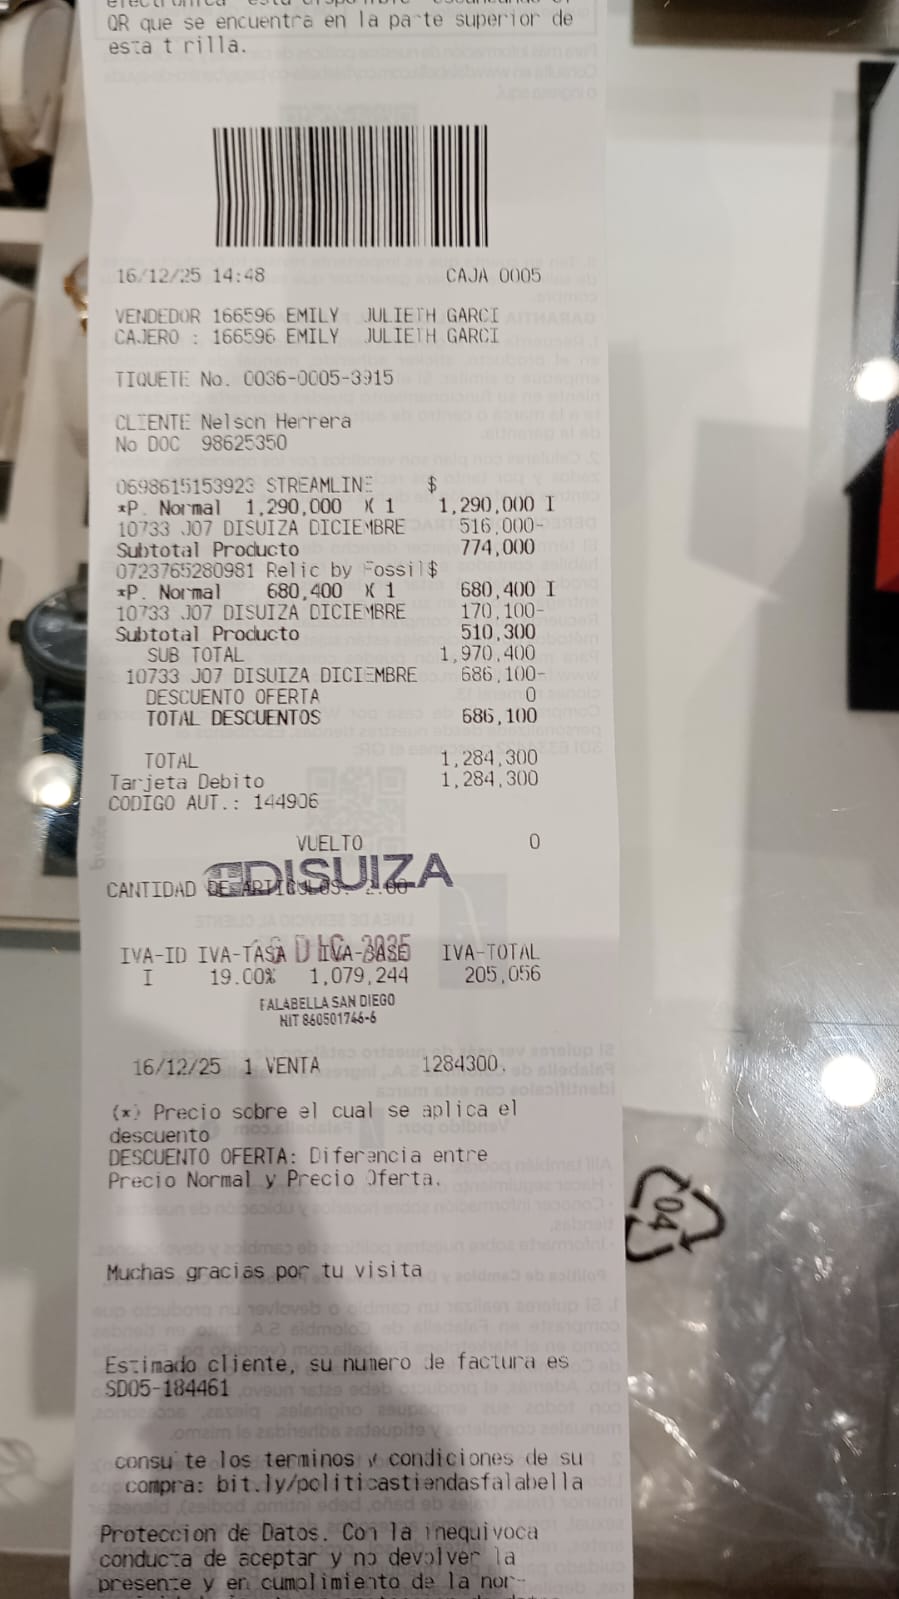 QR que se encuentra en la parte superior de
esta tirilla.
16/12/25 14:48 CAJA 0005
VENDEDOR 166596 EMILY JULIETH GARCI
CAJERO : 166596 EMILY JULIETH GARCI
TIQUETE No. 0036-0005-3915
CLIENTE Nelson Herrera
No DOC 98625350
0698615153923 STREAMLINE $
*P. Normal 1,290,000 X 1 1,290,000 I
10733 J07 DISUIZA DICIEMBRE 516,000-
Subtotal Producto 774,000
0723765280981 Relic by Fossil$
*P. Normal 680,400 X 1 680,400 I
10733 J07 DISUIZA DICIEMBRE 170,100-
Subtotal Producto 510,300
SUB TOTAL 1,970,400
10733 J07 DISUIZA DICIEMBRE 686,100-
DESCUENTO OFERTA 0
TOTAL DESCUENTOS 686,100
TOTAL 1,284,300
Tarjeta Debito 1,284,300
CODIGO AUT.: 144906
VUELTO 0
DISUIZA
CANTIDAD DE ARTICULOS: 2.00
DIC 2025
IVA-ID IVA-TASA IVA-BASE IVA-TOTAL
I 19.00% 1,079,244 205,056
FALABELLA SAN DIEGO
NIT 860501746-6
16/12/25 1 VENTA 1284300.
(*) Precio sobre el cual se aplica el
descuento
DESCUENTO OFERTA: Diferencia entre
Precio Normal y Precio Oferta.
Muchas gracias por tu visita
Estimado cliente, su numero de factura es
SD05-184461
consulte los terminos y condiciones de su
compra: bit.ly/politicastiendasfalabella
Proteccion de Datos. Con la inequivoca
conducta de aceptar y no devolver la
presente y en cumplimiento de la nor-
04